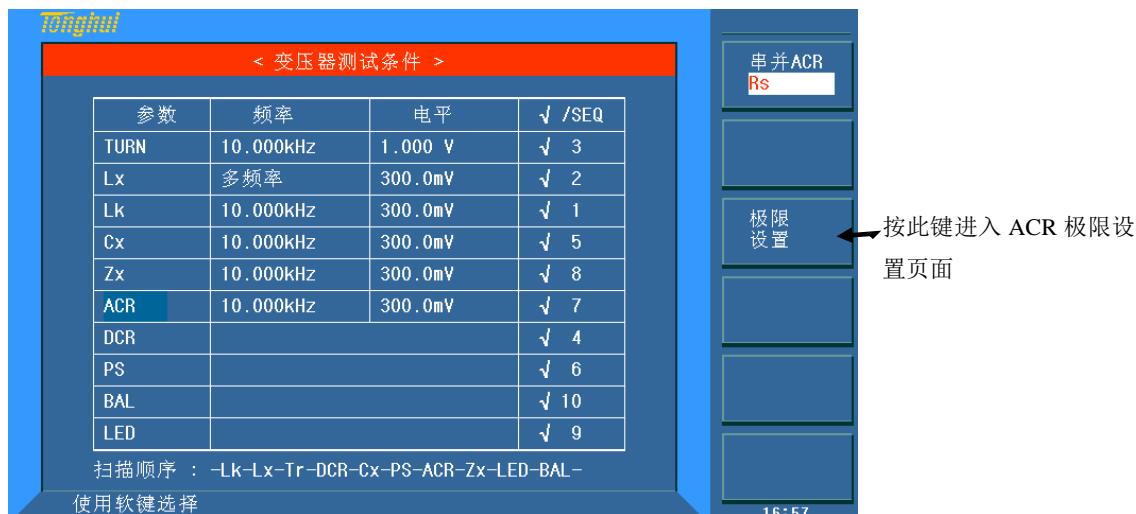 Tonghui
< 变压器测试条件 >
参数 频率 电平 √ /SEQ
TURN 10.000kHz 1.000 V √ 3
Lx 多频率 300.0mV √ 2
Lk 10.000kHz 300.0mV √ 1
Cx 10.000kHz 300.0mV √ 5
Zx 10.000kHz 300.0mV √ 8
ACR 10.000kHz 300.0mV √ 7
DCR √ 4
PS √ 6
BAL √ 10
LED √ 9
扫描顺序 : -Lk-Lx-Tr-DCR-Cx-PS-ACR-Zx-LED-BAL-
使用软键选择
串并ACR
Rs
极限
设置
16:57
按此键进入 ACR 极限设
置页面